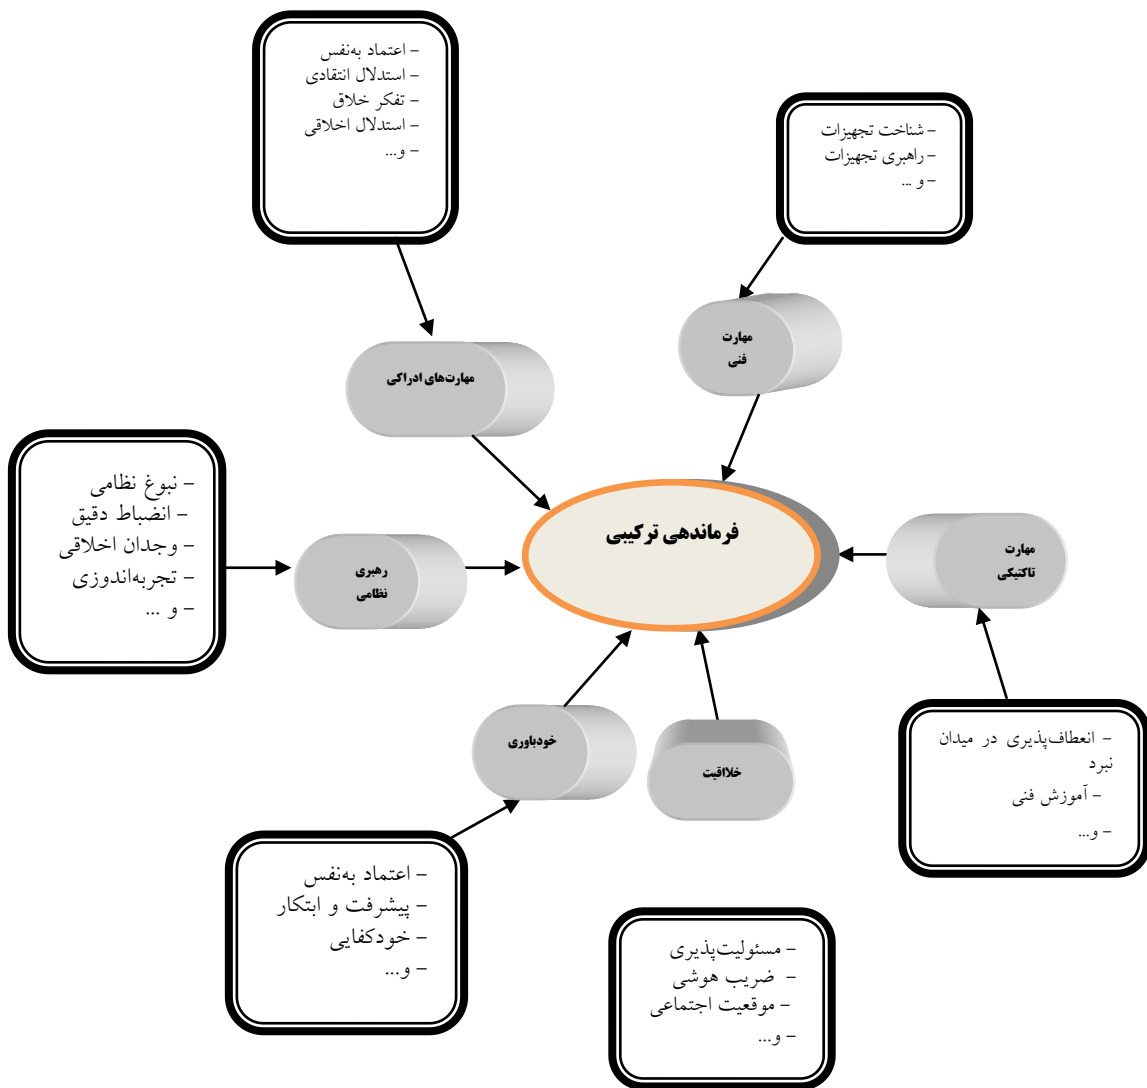 - اعتماد به‌نفس
- استدلال انتقادی
- تفکر خلاق
- استدلال اخلاقی
- و...
- شناخت تجهیزات
- راهبری تجهیزات
- و ...
مهارت
فنی
مهارت‌های ادراکی
- نبوغ نظامی
- انضباط دقیق
- وجدان اخلاقی
- تجربه‌اندوزی
- و ...
رهبری
نظامی
فرماندهی ترکیبی
مهارت
تاکتیکی
- انعطاف‌پذیری در میدان
نبرد
- آموزش فنی
- و...
خودباوری
خلااقیت
- اعتماد به‌نفس
- پیشرفت و ابتکار
- خودکفایی
- و...
- مسئولیت‌پذیری
- ضریب هوشی
- موقعیت اجتماعی
- و...